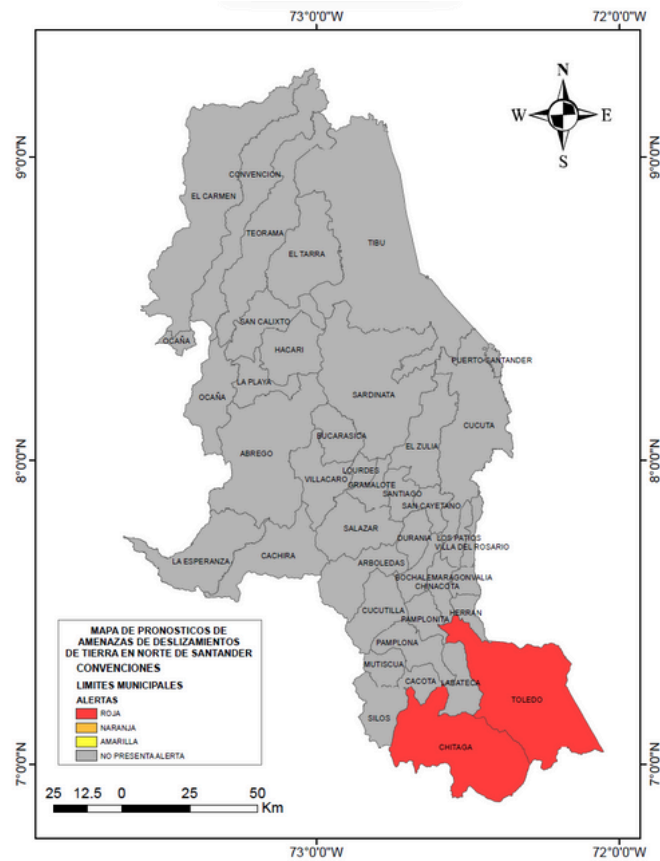 73°0'0"W
72°0'0"W
N
W
E
S
9°0'0"N
9°0'0"N
CONVENCIÓN
EL CARMEN
TEORAMA
TIBU
EL TARRA
SAN CALIXTO
OCAÑA
HACARI
PUERTO SANTANDER
LA PLAYA
OCAÑA
SARDINATA
CUCUTA
BUCARASICA
EL ZULIA
ABREGO
8°0'0"N
8°0'0"N
LOURDES
VILLACARO
GRAMALOTE
SANTIAGO
SAN CAYETANO
SALAZAR
DURANIA
LOS PATIOS
VILLA DEL ROSARIO
LA ESPERANZA
CACHIRA
ARBOLEDAS
BOCHALEMA
RAGONVALIA
CHINACOTA
CUCUTILLA
HERRAN
PAMPLONITA
PAMPLONA
MUTISCUA
CACOTA
LABATECA
TOLEDO
SILOS
CHITAGA
MAPA DE PRONOSTICOS DE
AMENAZAS DE DESLIZAMIENTOS
DE TIERRA EN NORTE DE SANTANDER
CONVENCIONES
LIMITES MUNICIPALES
ALERTAS
ROJA
NARANJA
AMARILLA
NO PRESENTA ALERTA
7°0'0"N
7°0'0"N
25 12.5 0 25 50
Km
73°0'0"W
72°0'0"W